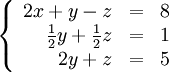 2x + y − z = 8
½y + ½z = 1
2y + z = 5